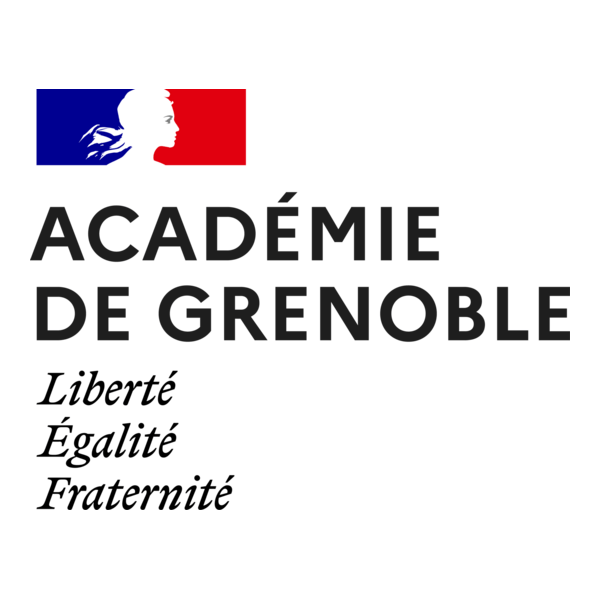 ACADÉMIE
DE GRENOBLE
Liberté
Égalité
Fraternité